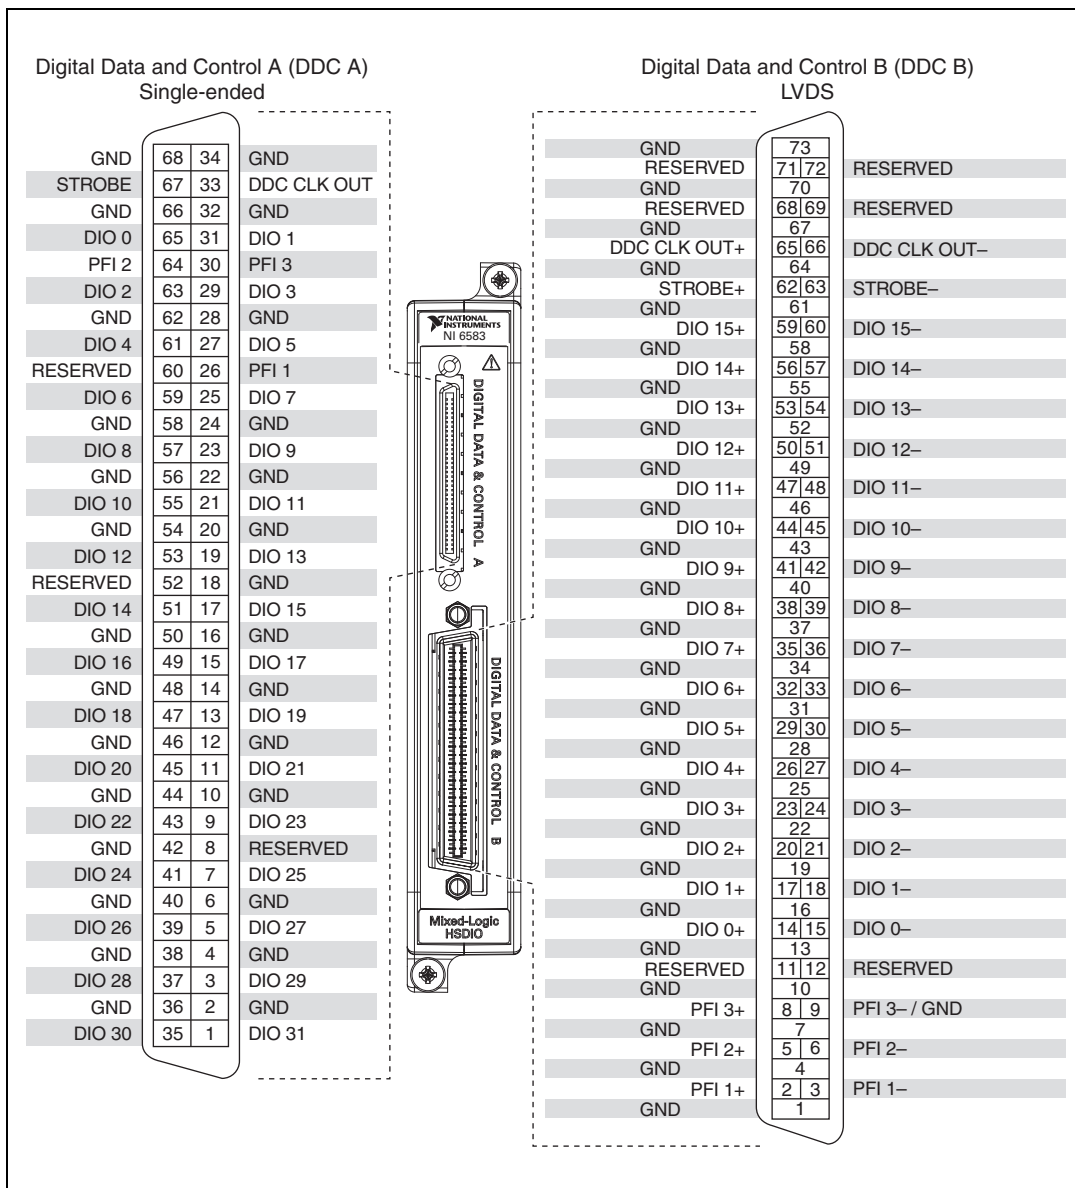 Digital Data and Control A (DDC A)
Single-ended
GND 68 34 GND
STROBE 67 33 DDC CLK OUT
GND 66 32 GND
DIO 0 65 31 DIO 1
PFI 2 64 30 PFI 3
DIO 2 63 29 DIO 3
GND 62 28 GND
DIO 4 61 27 DIO 5
RESERVED 60 26 PFI 1
DIO 6 59 25 DIO 7
GND 58 24 GND
DIO 8 57 23 DIO 9
GND 56 22 GND
DIO 10 55 21 DIO 11
GND 54 20 GND
DIO 12 53 19 DIO 13
RESERVED 52 18 GND
DIO 14 51 17 DIO 15
GND 50 16 GND
DIO 16 49 15 DIO 17
GND 48 14 GND
DIO 18 47 13 DIO 19
GND 46 12 GND
DIO 20 45 11 DIO 21
GND 44 10 GND
DIO 22 43 9 DIO 23
GND 42 8 RESERVED
DIO 24 41 7 DIO 25
GND 40 6 GND
DIO 26 39 5 DIO 27
GND 38 4 GND
DIO 28 37 3 DIO 29
GND 36 2 GND
DIO 30 35 1 DIO 31
NATIONAL
INSTRUMENTS
NI 6583
DIGITAL DATA & CONTROL A
DIGITAL DATA & CONTROL B
Mixed-Logic
HSDIO
Digital Data and Control B (DDC B)
LVDS
GND 73
RESERVED 71 72 RESERVED
GND 70
RESERVED 68 69 RESERVED
GND 67
DDC CLK OUT+ 65 66 DDC CLK OUT–
GND 64
STROBE+ 62 63 STROBE–
GND 61
DIO 15+ 59 60 DIO 15–
GND 58
DIO 14+ 56 57 DIO 14–
GND 55
DIO 13+ 53 54 DIO 13–
GND 52
DIO 12+ 50 51 DIO 12–
GND 49
DIO 11+ 47 48 DIO 11–
GND 46
DIO 10+ 44 45 DIO 10–
GND 43
DIO 9+ 41 42 DIO 9–
GND 40
DIO 8+ 38 39 DIO 8–
GND 37
DIO 7+ 35 36 DIO 7–
GND 34
DIO 6+ 32 33 DIO 6–
GND 31
DIO 5+ 29 30 DIO 5–
GND 28
DIO 4+ 26 27 DIO 4–
GND 25
DIO 3+ 23 24 DIO 3–
GND 22
DIO 2+ 20 21 DIO 2–
GND 19
DIO 1+ 17 18 DIO 1–
GND 16
DIO 0+ 14 15 DIO 0–
GND 13
RESERVED 11 12 RESERVED
GND 10
PFI 3+ 8 9 PFI 3– / GND
GND 7
PFI 2+ 5 6 PFI 2–
GND 4
PFI 1+ 2 3 PFI 1–
GND 1